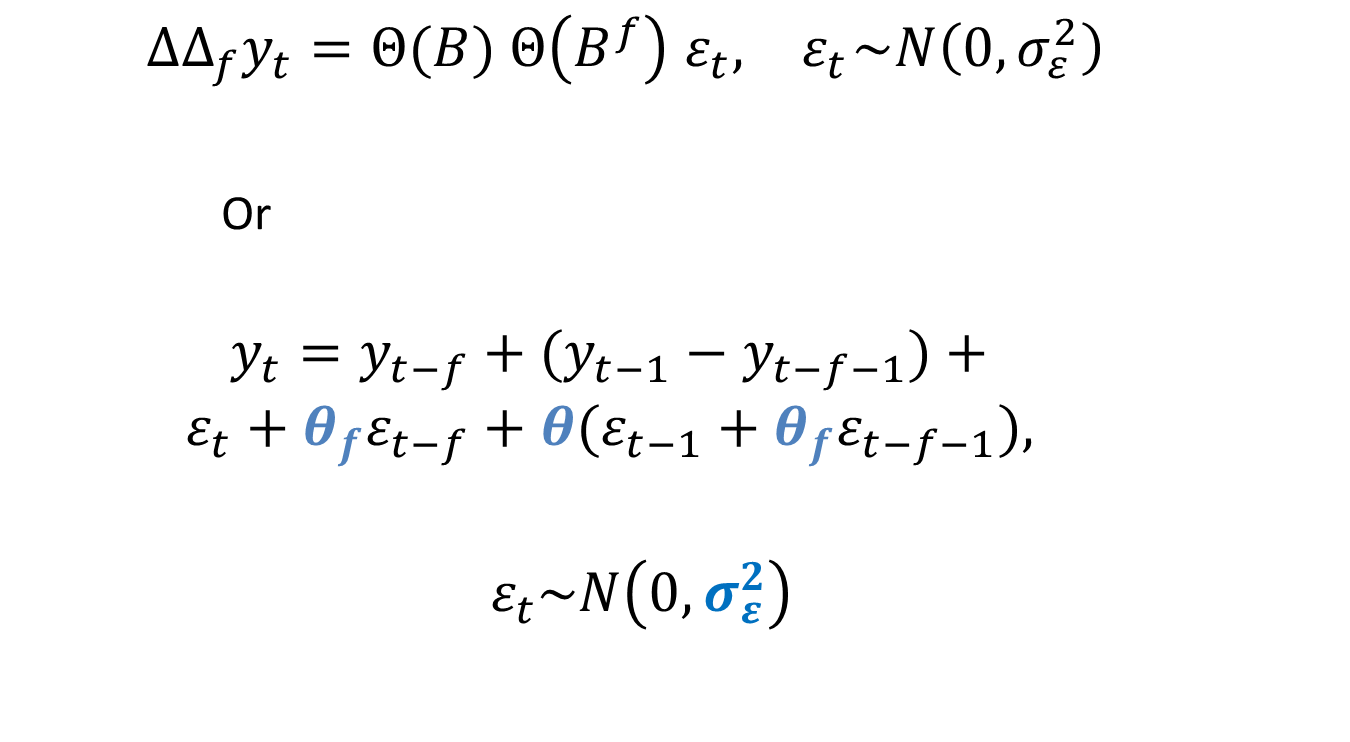 ΔΔ_f y_t = Θ(B) Θ(B^f) ε_t, ε_t~N(0, σ_ε^2)
Or
y_t = y_{t−f} + (y_{t−1} − y_{t−f−1}) +
ε_t + θ_f ε_{t−f} + θ(ε_{t−1} + θ_f ε_{t−f−1}),
ε_t~N(0, σ_ε^2)